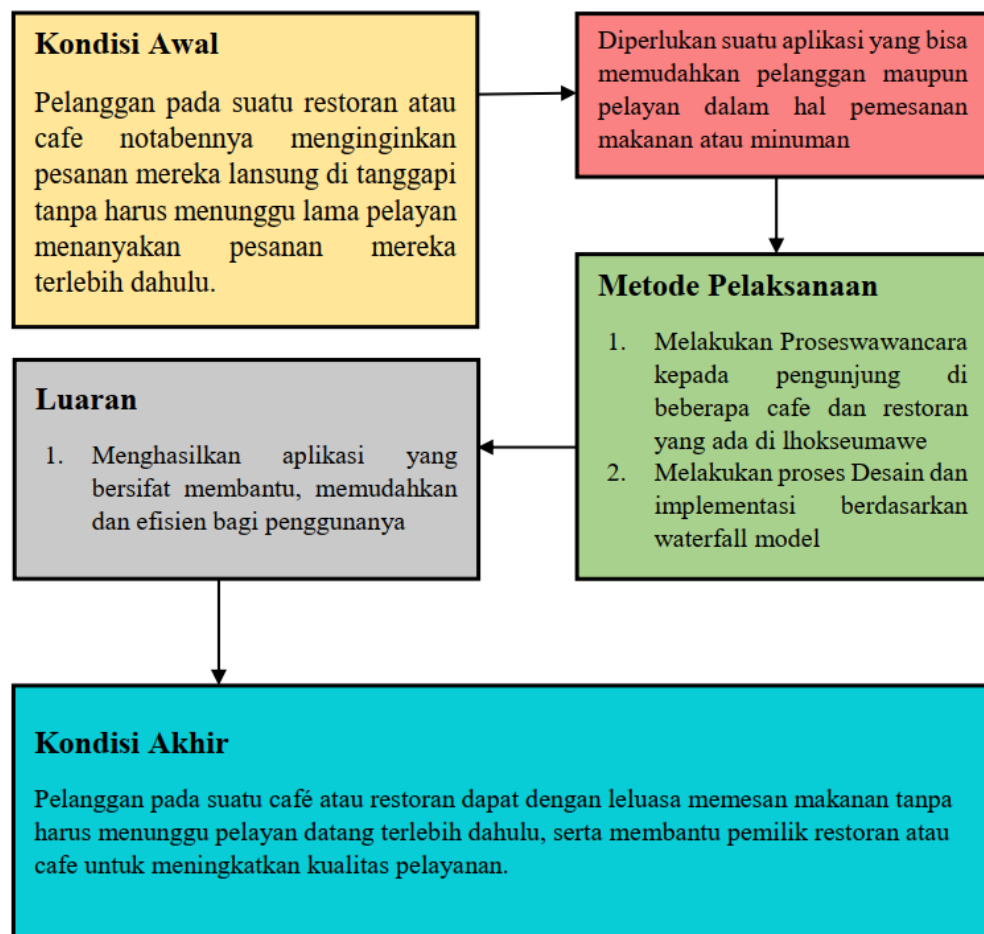 Kondisi Awal
Pelanggan pada suatu restoran atau
cafe notabennya menginginkan
pesanan mereka lansung di tanggapi
tanpa harus menunggu lama pelayan
menanyakan pesanan mereka
terlebih dahulu.
Diperlukan suatu aplikasi yang bisa
memudahkan pelanggan maupun
pelayan dalam hal pemesanan
makanan atau minuman
Metode Pelaksanaan
1. Melakukan Proseswawancara
kepada pengunjung di
beberapa cafe dan restoran
yang ada di lhokseumawe
2. Melakukan proses Desain dan
implementasi berdasarkan
waterfall model
Luaran
1. Menghasilkan aplikasi yang
bersifat membantu, memudahkan
dan efisien bagi penggunanya
Kondisi Akhir
Pelanggan pada suatu café atau restoran dapat dengan leluasa memesan makanan tanpa
harus menunggu pelayan datang terlebih dahulu, serta membantu pemilik restoran atau
cafe untuk meningkatkan kualitas pelayanan.